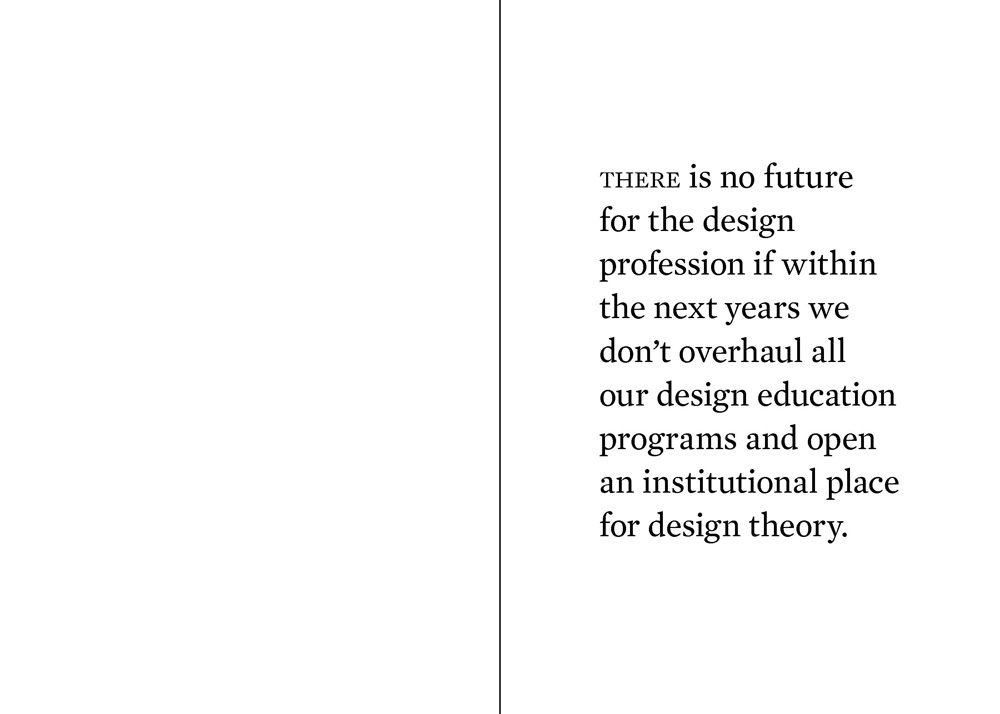 THERE is no future
for the design
profession if within
the next years we
don’t overhaul all
our design education
programs and open
an institutional place
for design theory.